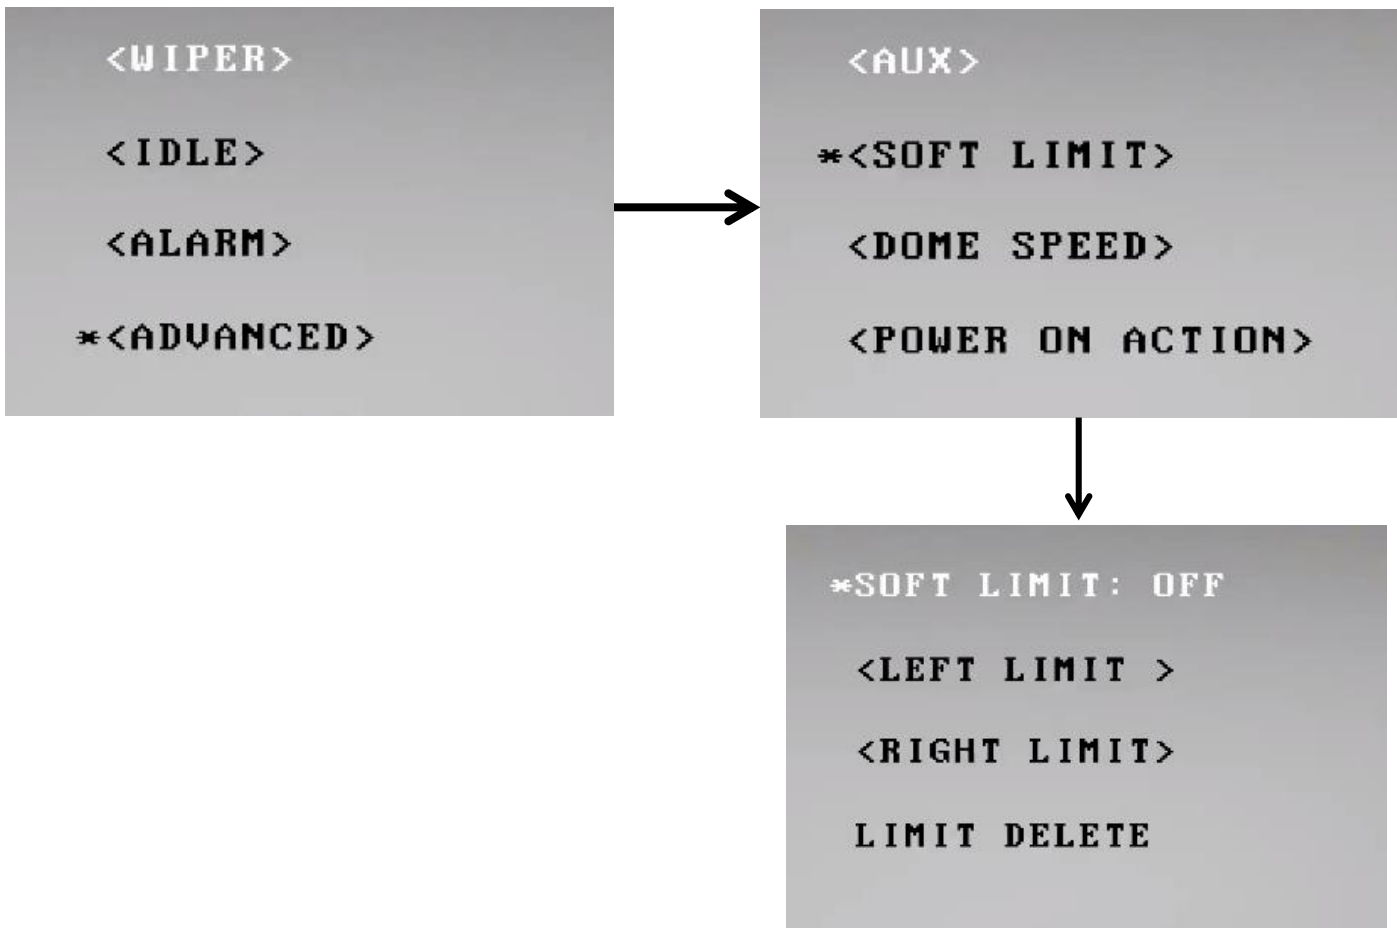 <WIPER>
<IDLE>
<ALARM>
*<ADVANCED>
<AUX>
*<SOFT LIMIT>
<DOME SPEED>
<POWER ON ACTION>
*SOFT LIMIT: OFF
<LEFT LIMIT >
<RIGHT LIMIT>
LIMIT DELETE